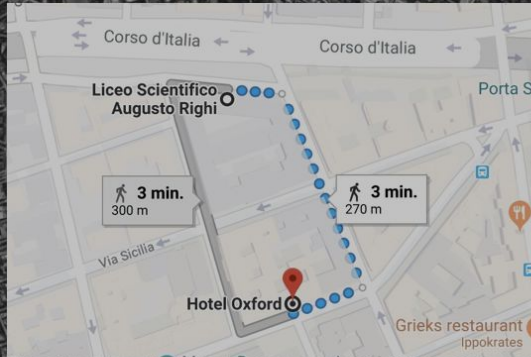 Corso d'Italia
Corso d'Italia
Liceo Scientifico
Augusto Righi
Porta S
3 min.
300 m
3 min.
270 m
Via Sicilia
Hotel Oxford
Grieks restaurant
Ippokrates